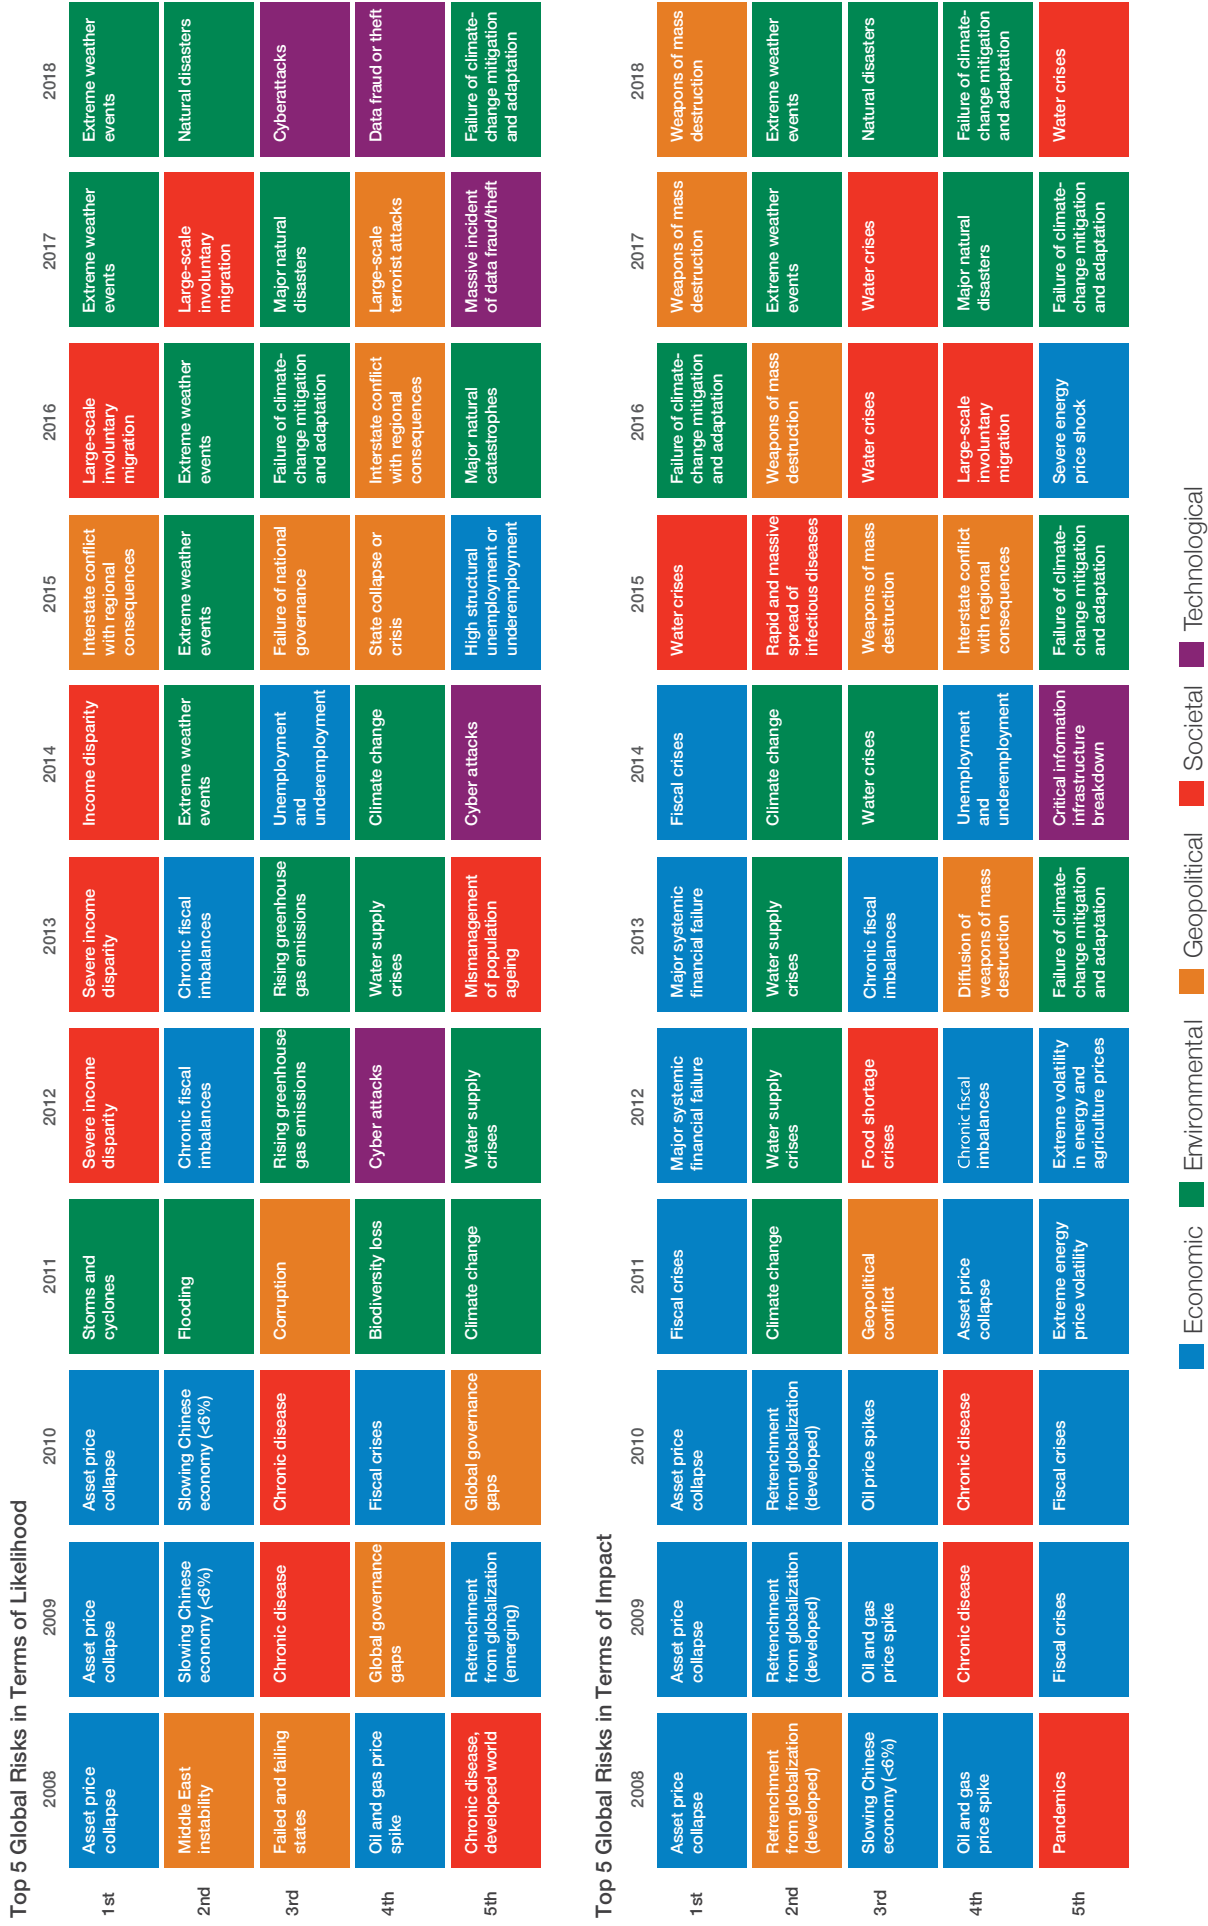 Top 5 Global Risks in Terms of Likelihood
2008
2009
2010
2011
2012
2013
2014
2015
2016
2017
2018
1st
Asset price
collapse
Asset price
collapse
Asset price
collapse
Storms and
cyclones
Severe income
disparity
Severe income
disparity
Income disparity
Interstate conflict
with regional
consequences
Large-scale
involuntary
migration
Extreme weather
events
Extreme weather
events
2nd
Middle East
instability
Slowing Chinese
economy (<6%)
Slowing Chinese
economy (<6%)
Flooding
Chronic fiscal
imbalances
Chronic fiscal
imbalances
Extreme weather
events
Extreme weather
events
Extreme weather
events
Large-scale
involuntary
migration
Natural disasters
3rd
Failed and failing
states
Chronic disease
Chronic disease
Corruption
Rising greenhouse
gas emissions
Rising greenhouse
gas emissions
Unemployment
and
underemployment
Failure of national
governance
Failure of climate-
change mitigation
and adaptation
Major natural
disasters
Cyberattacks
4th
Oil and gas price
spike
Global governance
gaps
Fiscal crises
Biodiversity loss
Cyber attacks
Water supply
crises
Climate change
State collapse or
crisis
Interstate conflict
with regional
consequences
Large-scale
terrorist attacks
Data fraud or theft
5th
Chronic disease,
developed world
Retrenchment
from globalization
(emerging)
Global governance
gaps
Climate change
Water supply
crises
Mismanagement
of population
ageing
Cyber attacks
High structural
unemployment or
underemployment
Major natural
catastrophes
Massive incident
of data fraud/theft
Failure of climate-
change mitigation
and adaptation
Top 5 Global Risks in Terms of Impact
2008
2009
2010
2011
2012
2013
2014
2015
2016
2017
2018
1st
Asset price
collapse
Asset price
collapse
Asset price
collapse
Fiscal crises
Major systemic
financial failure
Major systemic
financial failure
Fiscal crises
Water crises
Failure of climate-
change mitigation
and adaptation
Weapons of mass
destruction
Weapons of mass
destruction
2nd
Retrenchment
from globalization
(developed)
Retrenchment
from globalization
(developed)
Retrenchment
from globalization
(developed)
Climate change
Water supply
crises
Water supply
crises
Climate change
Rapid and massive
spread of
infectious diseases
Weapons of mass
destruction
Extreme weather
events
Extreme weather
events
3rd
Slowing Chinese
economy (<6%)
Oil and gas
price spike
Oil price spikes
Geopolitical
conflict
Food shortage
crises
Chronic fiscal
imbalances
Water crises
Weapons of mass
destruction
Water crises
Water crises
Natural disasters
4th
Oil and gas
price spike
Chronic disease
Chronic disease
Asset price
collapse
Chronic fiscal
imbalances
Diffusion of
weapons of mass
destruction
Unemployment
and
underemployment
Interstate conflict
with regional
consequences
Large-scale
involuntary
migration
Major natural
disasters
Failure of climate-
change mitigation
and adaptation
5th
Pandemics
Fiscal crises
Fiscal crises
Extreme energy
price volatility
Extreme volatility
in energy and
agriculture prices
Failure of climate-
change mitigation
and adaptation
Critical information
infrastructure
breakdown
Failure of climate-
change mitigation
and adaptation
Severe energy
price shock
Failure of climate-
change mitigation
and adaptation
Water crises
Economic
Environmental
Geopolitical
Societal
Technological